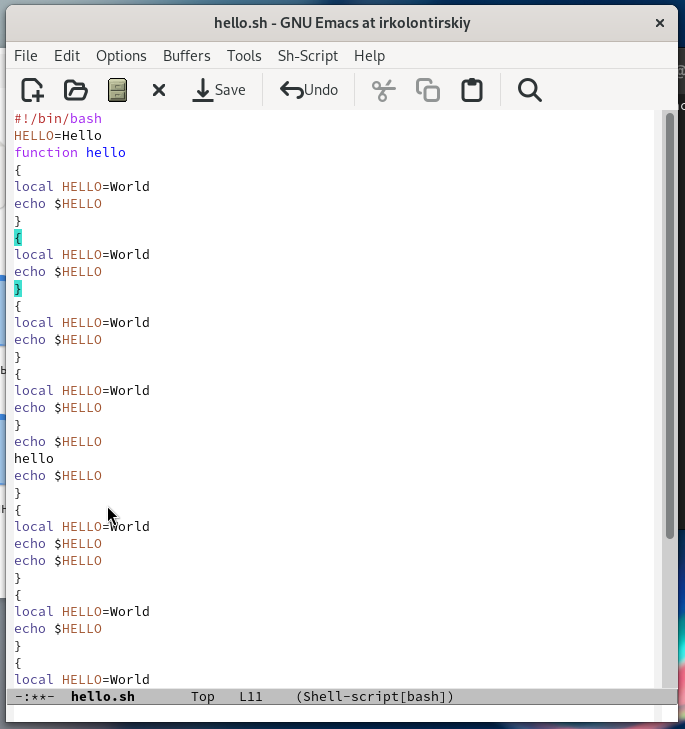 hello.sh - GNU Emacs at irkolontirskiy
File Edit Options Buffers Tools Sh-Script Help
Save Undo
#!/bin/bash
HELLO=Hello
function hello
{
local HELLO=World
echo $HELLO
}
{
local HELLO=World
echo $HELLO
}
{
local HELLO=World
echo $HELLO
}
{
local HELLO=World
echo $HELLO
}
echo $HELLO
hello
echo $HELLO
}
{
local HELLO=World
echo $HELLO
echo $HELLO
}
{
local HELLO=World
echo $HELLO
}
{
local HELLO=World
-:**- hello.sh Top L11 (Shell-script[bash])